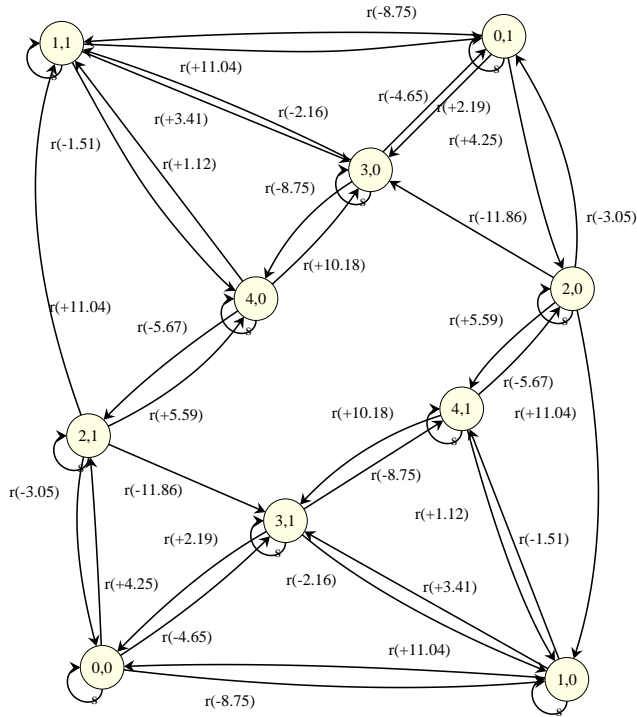 r(-8.75)
1,1
0,1
s
s
r(+11.04)
r(-4.65)
r(+2.19)
r(-2.16)
r(+3.41)
r(+4.25)
r(-1.51)
r(+1.12)
3,0
r(-8.75)
s
r(-11.86)
r(-3.05)
r(+10.18)
2,0
4,0
r(+11.04)
s
r(-5.67)
r(+5.59)
s
r(-5.67)
r(+5.59)
4,1
r(+10.18)
r(+11.04)
2,1
s
s
r(-8.75)
r(-3.05)
r(-11.86)
3,1
r(+1.12)
r(+2.19)
s
r(-1.51)
r(-2.16)
r(+4.25)
r(+3.41)
r(-4.65)
r(+11.04)
0,0
1,0
s
r(-8.75)
s